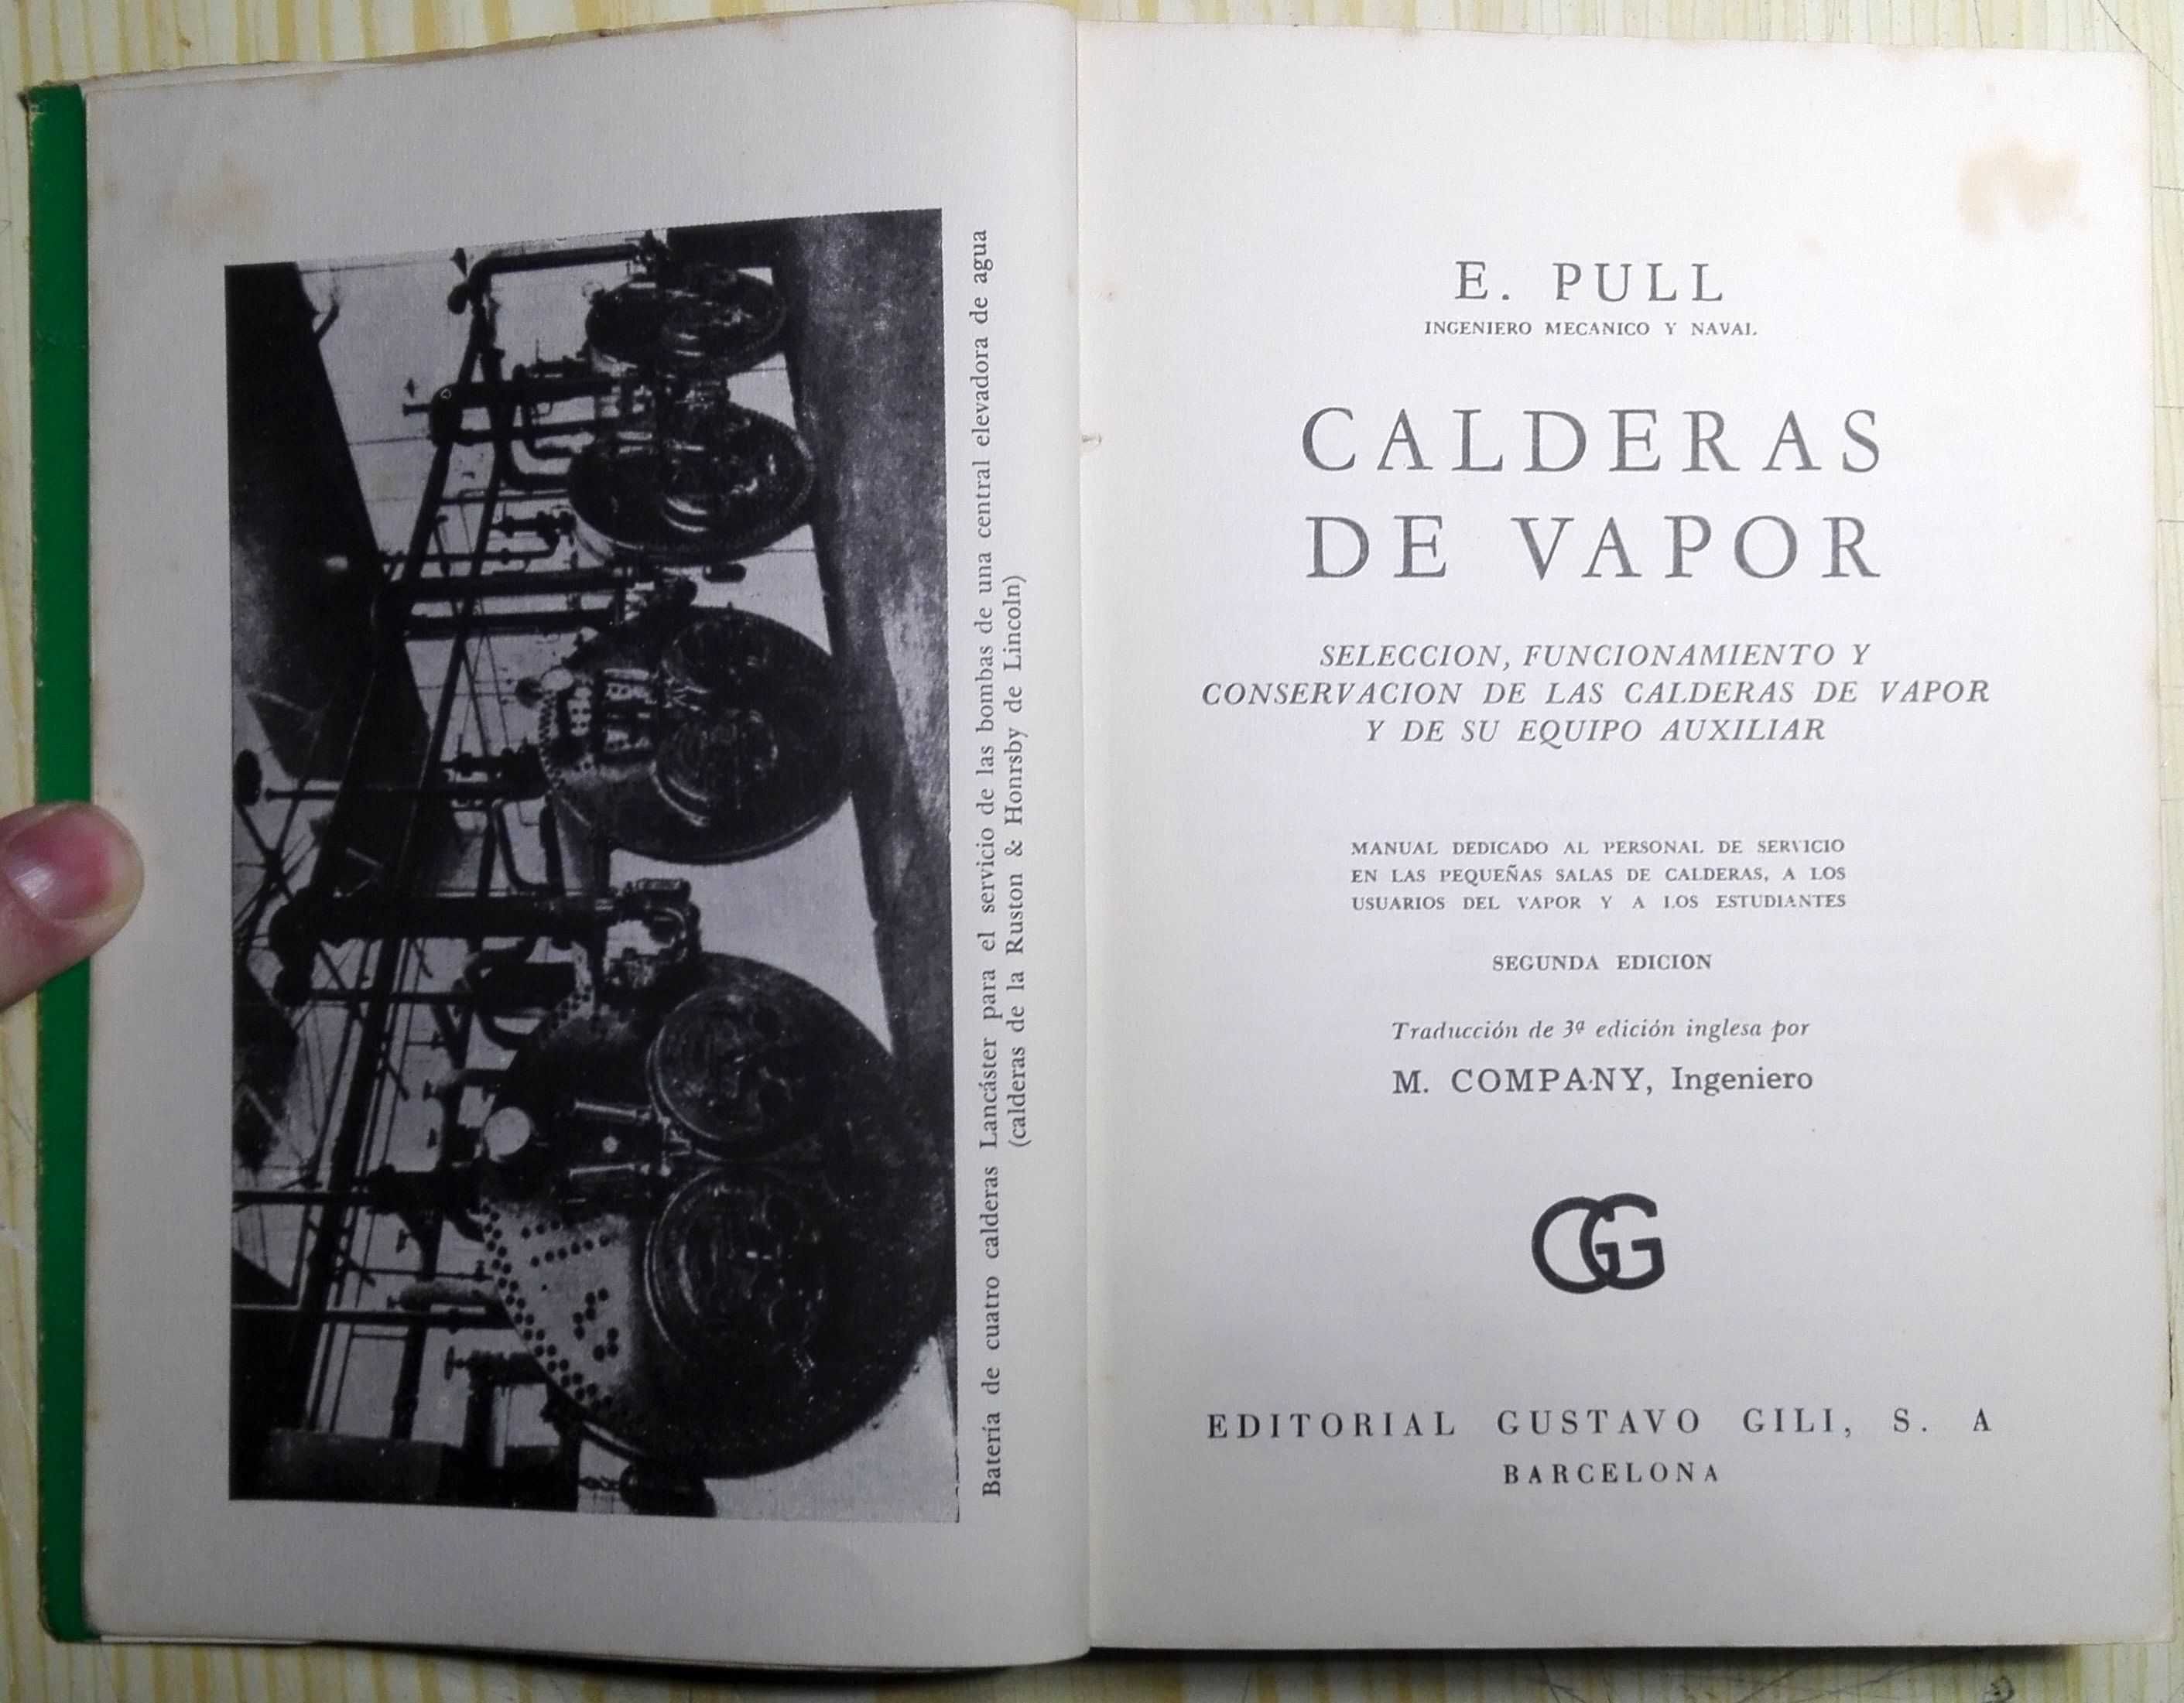 Batería de cuatro calderas Lancáster para el servicio de las bombas de una central elevadora de agua
(calderas de la Ruston & Honrsby de Lincoln)
E. PULL
INGENIERO MECANICO Y NAVAL
CALDERAS
DE VAPOR
SELECCION, FUNCIONAMIENTO Y
CONSERVACION DE LAS CALDERAS DE VAPOR
Y DE SU EQUIPO AUXILIAR
MANUAL DEDICADO AL PERSONAL DE SERVICIO
EN LAS PEQUEÑAS SALAS DE CALDERAS, A LOS
USUARIOS DEL VAPOR Y A LOS ESTUDIANTES
SEGUNDA EDICION
Traducción de 3ª edición inglesa por
M. COMPANY, Ingeniero
GG
EDITORIAL GUSTAVO GILI, S. A
BARCELONA